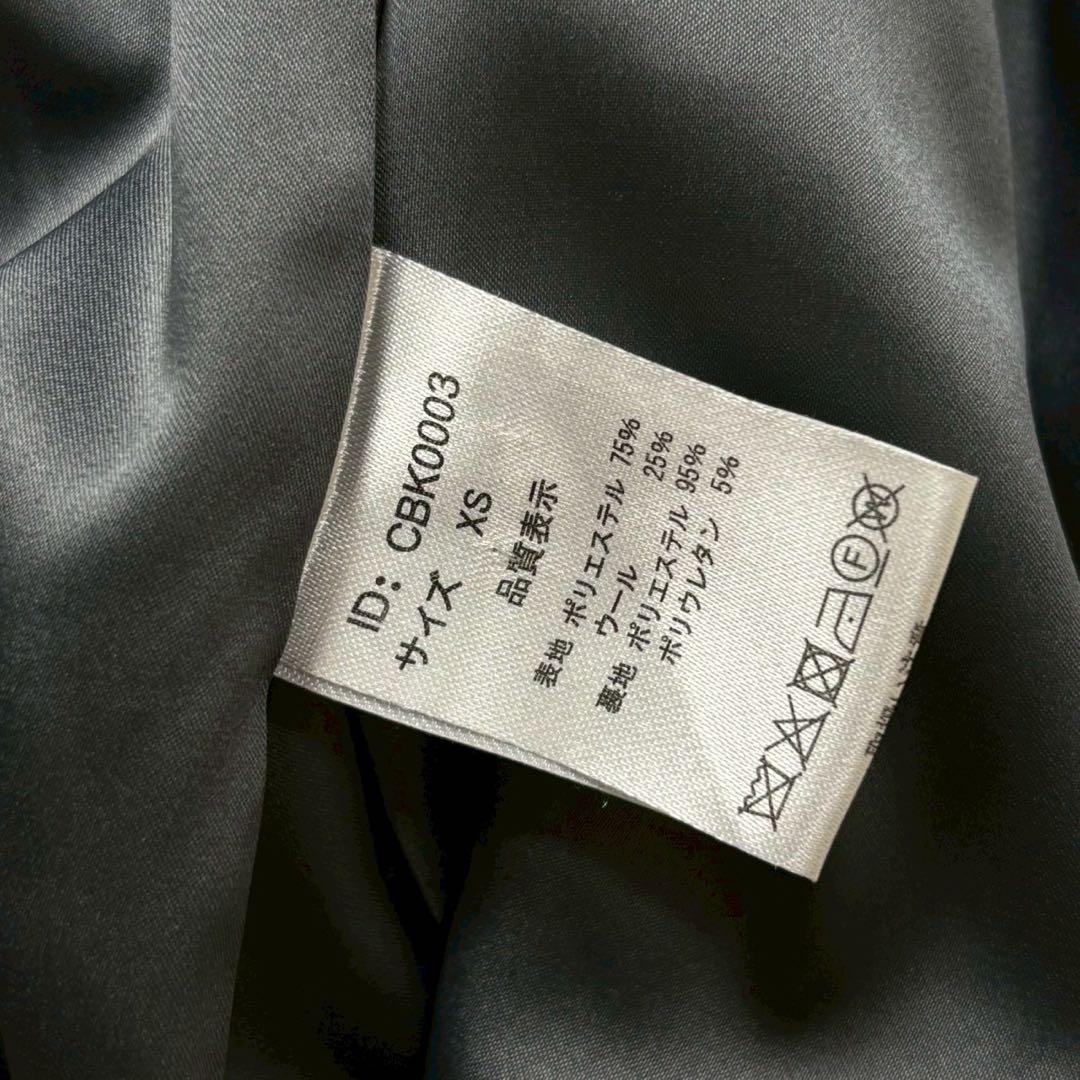 ID: CBK0003
サイズ XS
品質表示
表地 ポリエステル 75%
ウール 25%
裏地 ポリエステル 95%
ポリウレタン 5%
F
W